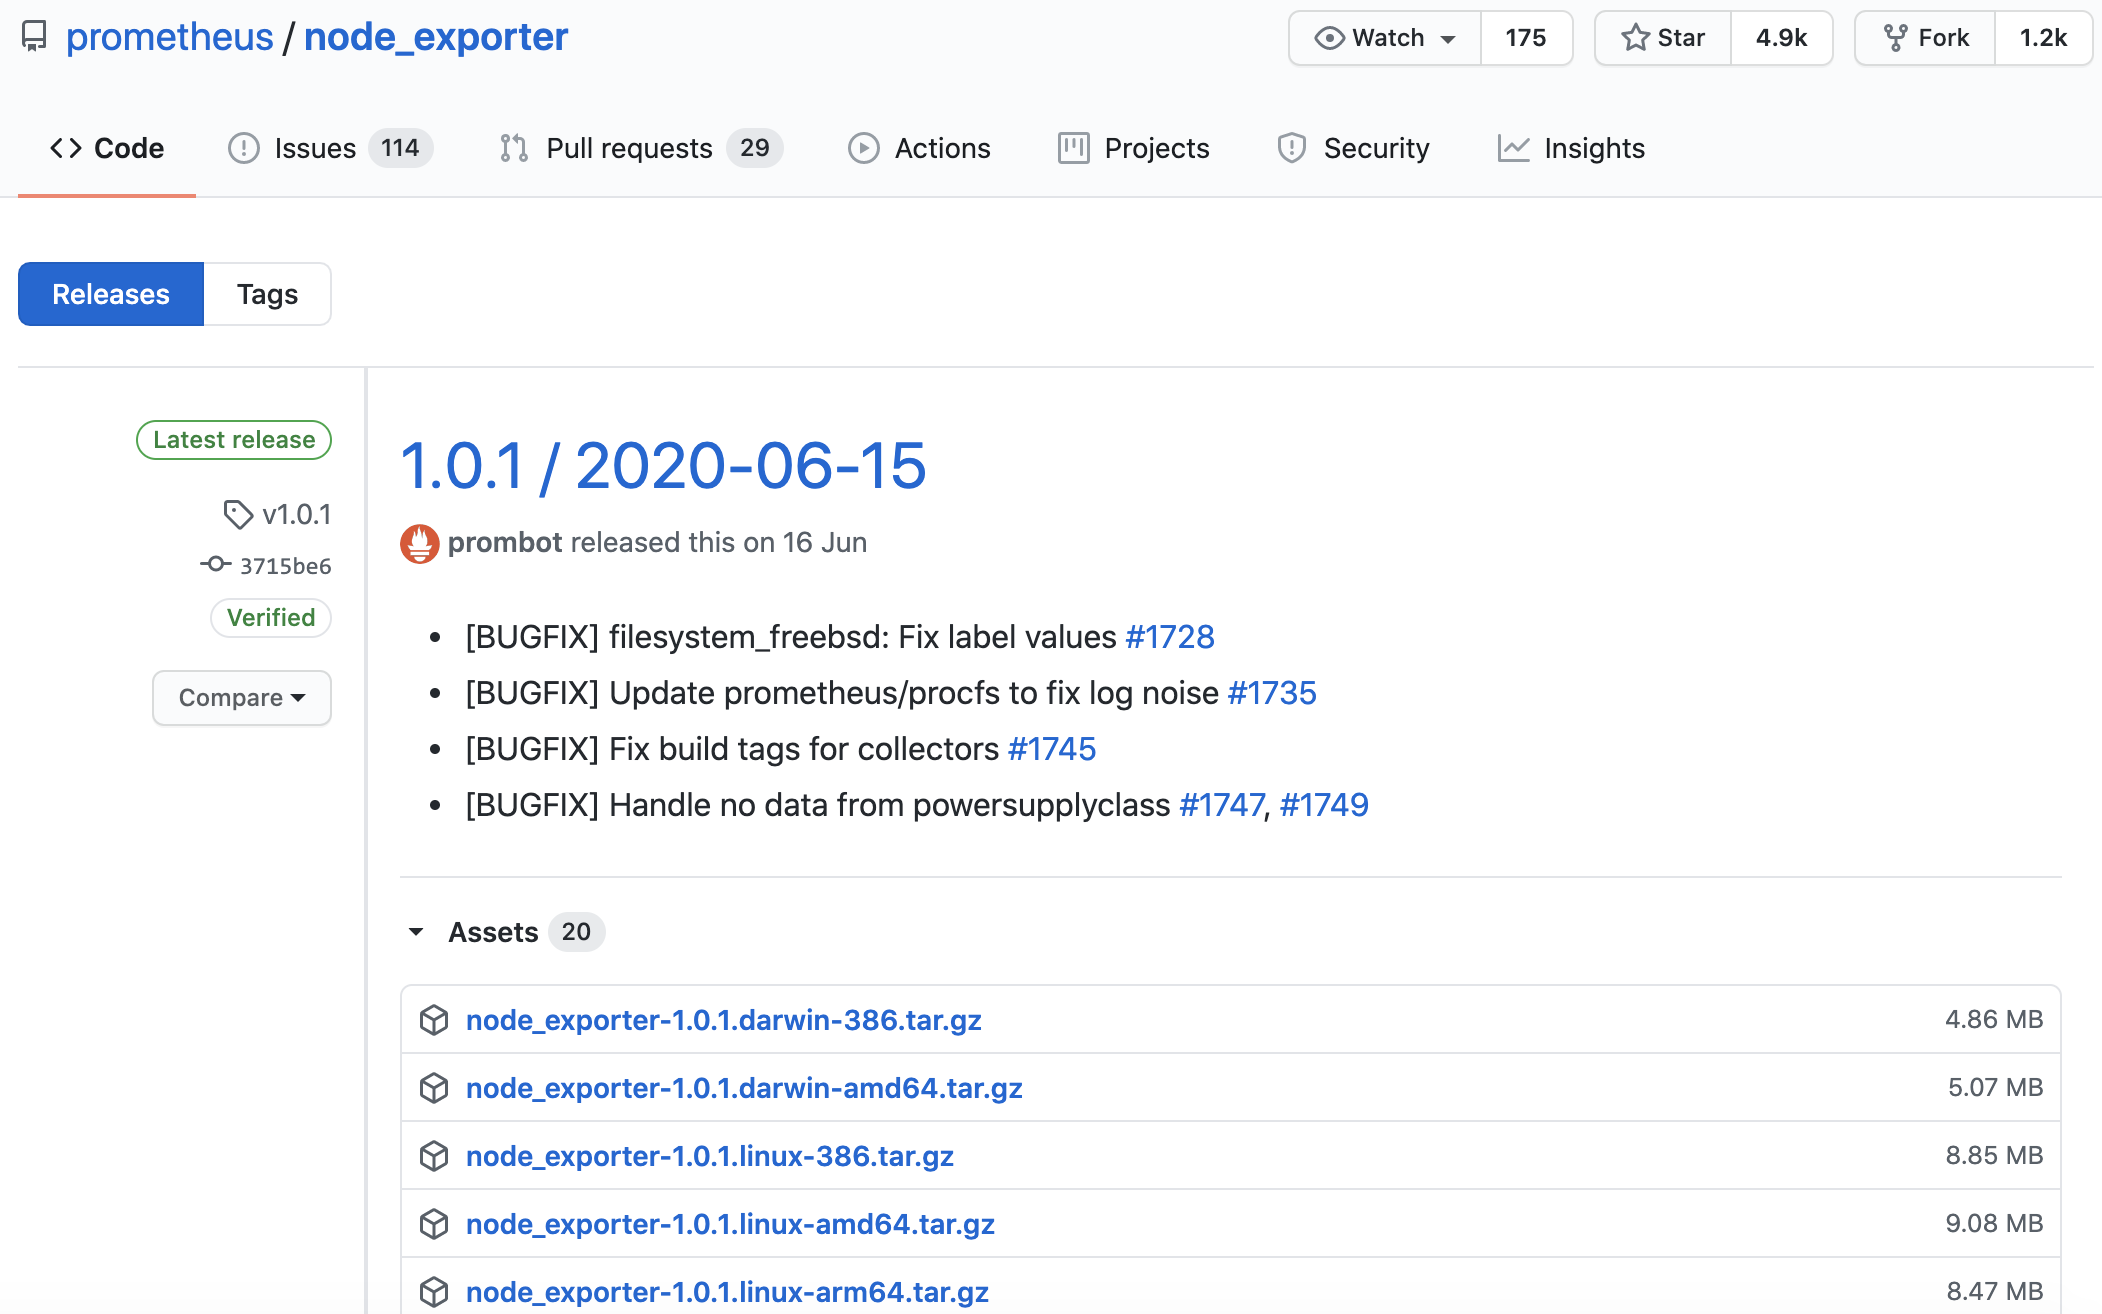 prometheus / node_exporter
Watch 175 Star 4.9k Fork 1.2k
Code Issues 114 Pull requests 29 Actions Projects Security Insights
Releases Tags
Latest release
v1.0.1
3715be6
Verified
Compare
1.0.1 / 2020-06-15
prombot released this on 16 Jun
• [BUGFIX] filesystem_freebsd: Fix label values #1728
• [BUGFIX] Update prometheus/procfs to fix log noise #1735
• [BUGFIX] Fix build tags for collectors #1745
• [BUGFIX] Handle no data from powersupplyclass #1747, #1749
Assets 20
node_exporter-1.0.1.darwin-386.tar.gz 4.86 MB
node_exporter-1.0.1.darwin-amd64.tar.gz 5.07 MB
node_exporter-1.0.1.linux-386.tar.gz 8.85 MB
node_exporter-1.0.1.linux-amd64.tar.gz 9.08 MB
node_exporter-1.0.1.linux-arm64.tar.gz 8.47 MB